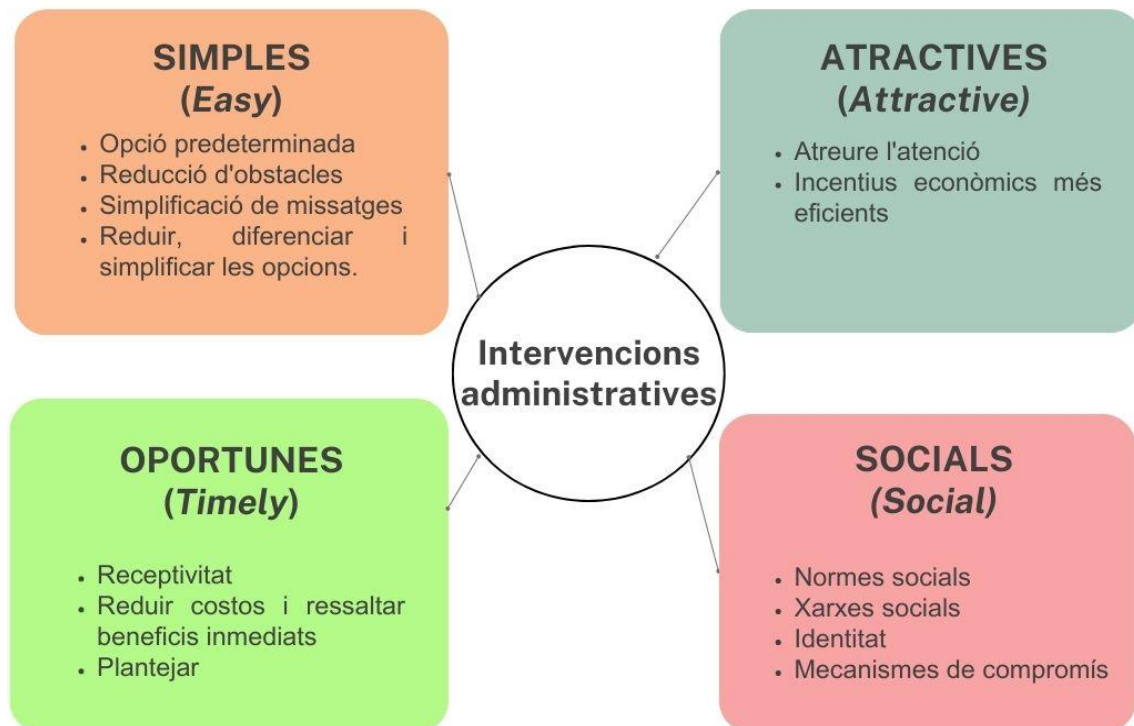 SIMPLES
(Easy)
• Opció predeterminada
• Reducció d'obstacles
• Simplificació de missatges
• Reduir, diferenciar i
simplificar les opcions.
ATRACTIVES
(Attractive)
• Atreure l'atenció
• Incentius econòmics més
eficients
Intervencions
administratives
OPORTUNES
(Timely)
• Receptivitat
• Reduir costos i ressaltar
beneficis inmediats
• Plantejar
SOCIALS
(Social)
• Normes socials
• Xarxes socials
• Identitat
• Mecanismes de compromís